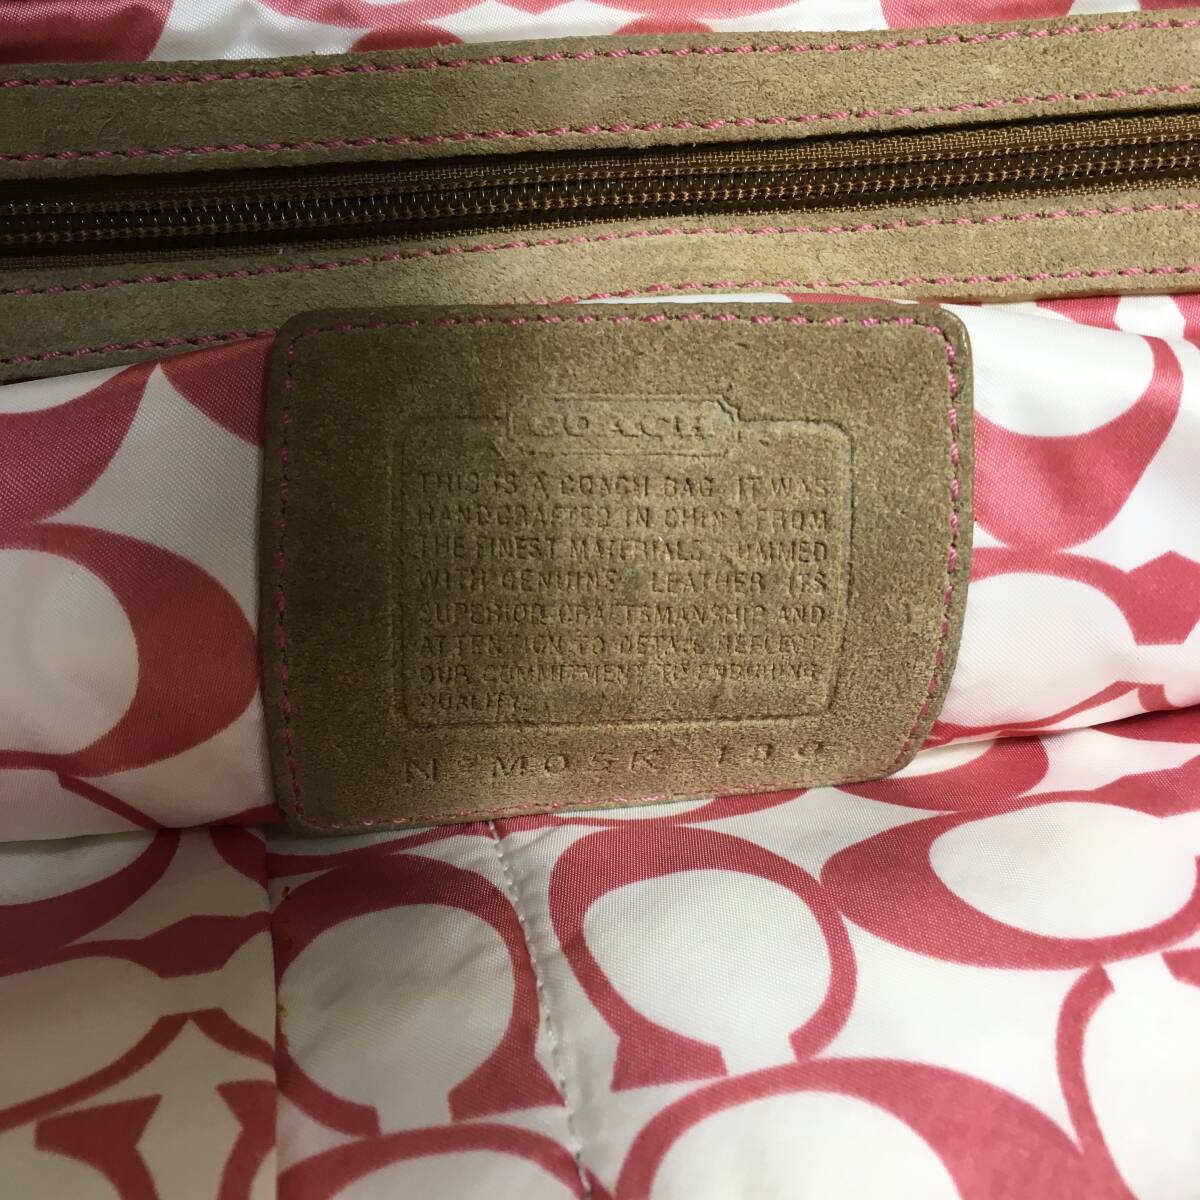 COACH
THIS IS A COACH BAG. IT WAS
HANDCRAFTED IN CHINA FROM
THE FINEST MATERIALS TRIMMED
WITH GENUINE LEATHER. ITS
SUPERIOR CRAFTSMANSHIP AND
ATTENTION TO DETAIL REFLECT
OUR COMMITMENT TO ENDURING
QUALITY.